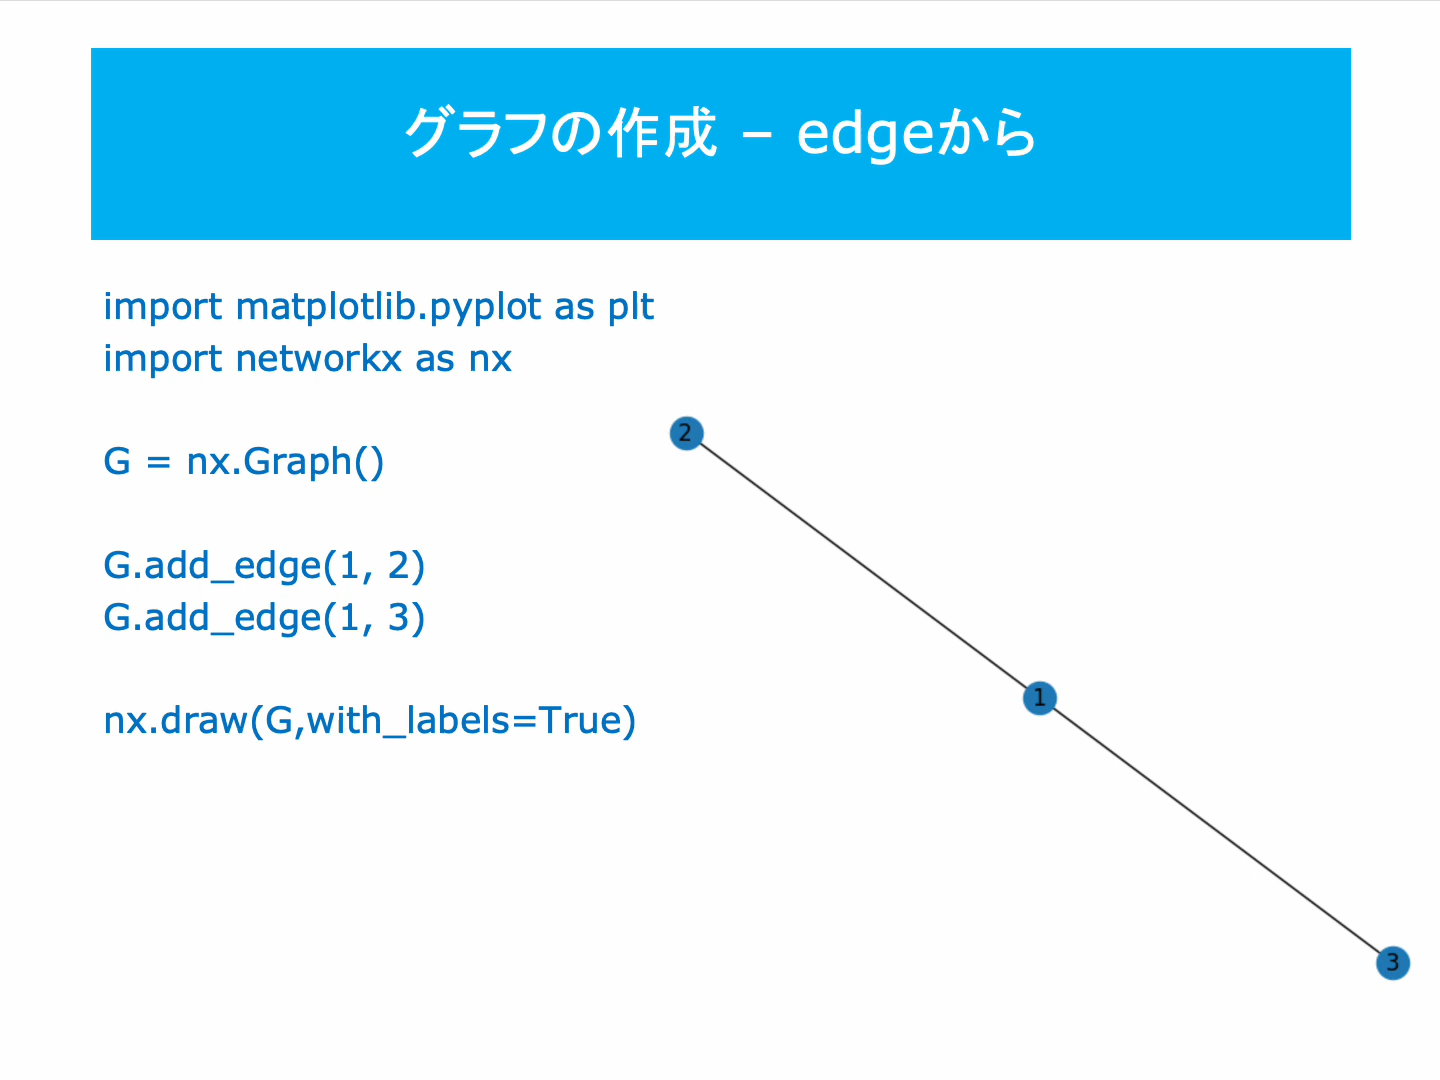 グラフの作成 – edgeから
import matplotlib.pyplot as plt
import networkx as nx
G = nx.Graph()
G.add_edge(1, 2)
G.add_edge(1, 3)
nx.draw(G,with_labels=True)
2
1
3